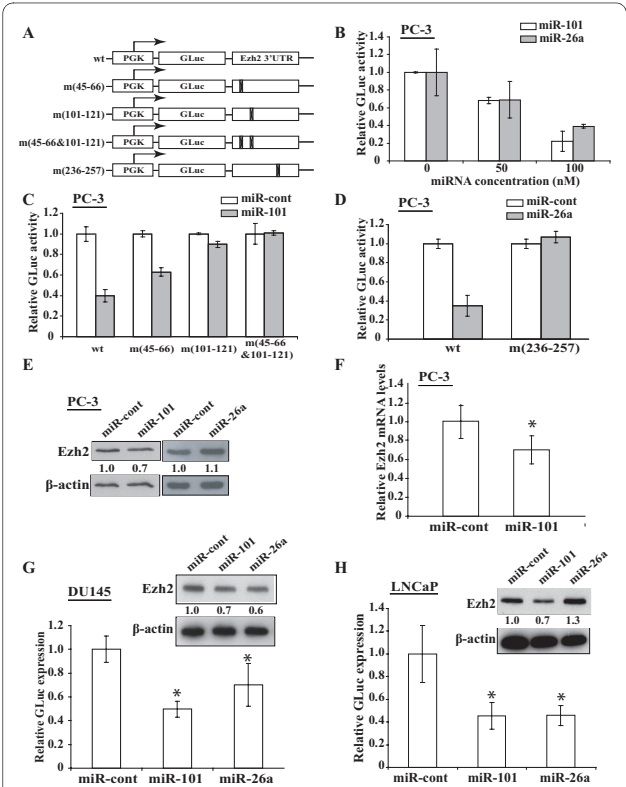 A
wt PGK GLuc Ezh2 3'UTR
m(45-66) PGK GLuc
m(101-121) PGK GLuc
m(45-66&101-121) PGK GLuc
m(236-257) PGK GLuc
B
PC-3
miR-101
miR-26a
Relative GLuc activity
1.4
1.2
1.0
0.8
0.6
0.4
0.2
0
0 50 100
miRNA concentration (nM)
C
PC-3
miR-cont
miR-101
Relative GLuc activity
1.2
1.0
0.8
0.6
0.4
0.2
0
wt m(45-66) m(101-121) m(45-66
&101-121)
D
PC-3
miR-cont
miR-26a
Relative GLuc activity
1.2
1.0
0.8
0.6
0.4
0.2
0
wt m(236-257)
E
PC-3
miR-cont miR-101 miR-cont miR-26a
Ezh2
1.0 0.7 1.0 1.1
β-actin
F
PC-3
Relative Ezh2 mRNA levels
1.4
1.2
1.0
0.8
0.6
0.4
0.2
0
*
miR-cont miR-101
G
DU145
miR-cont miR-101 miR-26a
Ezh2
1.0 0.7 0.6
β-actin
Relative GLuc expression
1.2
1.0
0.8
0.6
0.4
0.2
0.0
* *
miR-cont miR-101 miR-26a
H
LNCaP
miR-cont miR-101 miR-26a
Ezh2
1.0 0.7 1.3
β-actin
Relative GLuc expression
1.4
1.2
1.0
0.8
0.6
0.4
0.2
0.0
* *
miR-cont miR-101 miR-26a